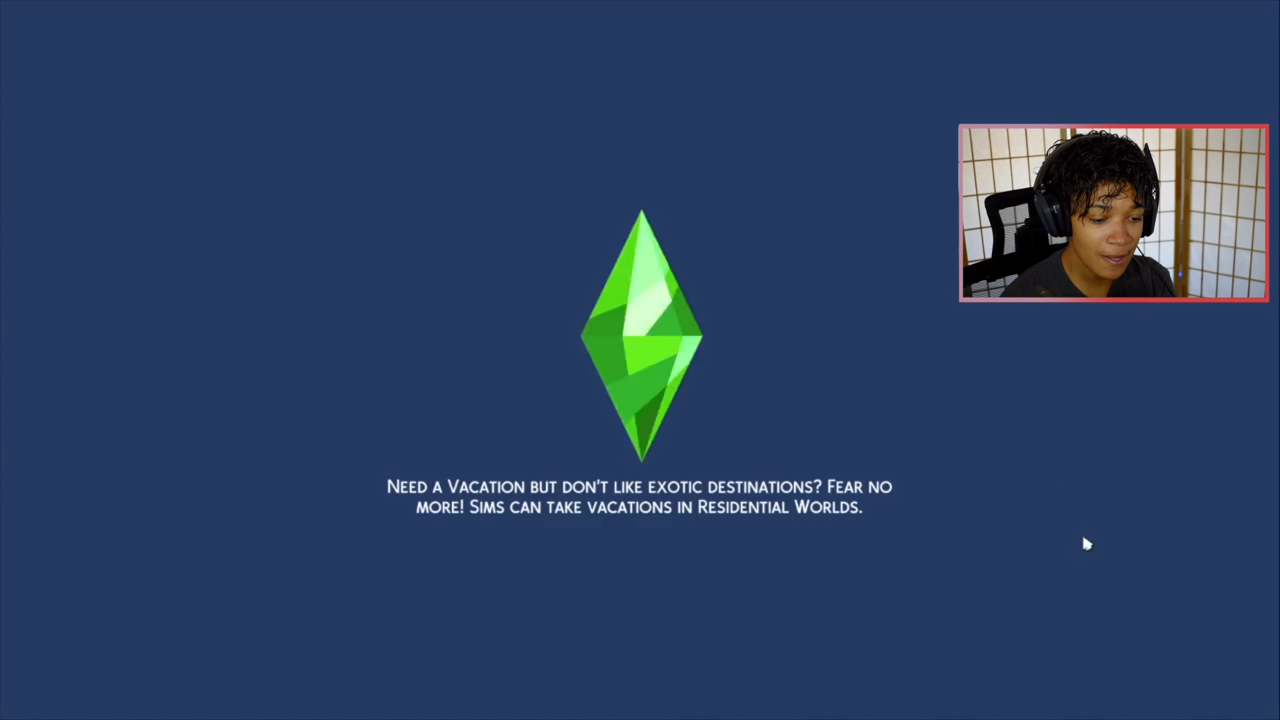 Need a Vacation but don't like exotic destinations? Fear no
more! Sims can take vacations in Residential Worlds.